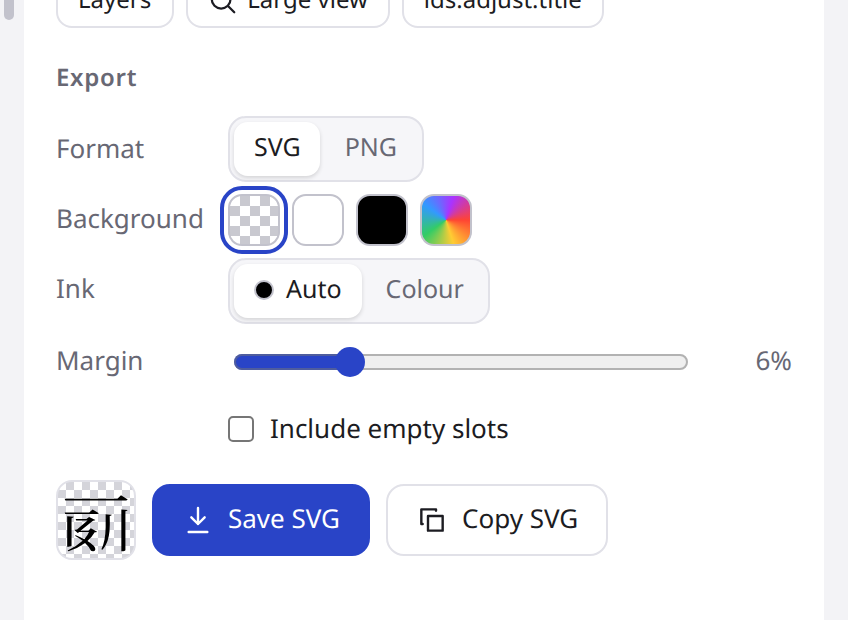 Layers Large view ids.adjust.title
Export
Format SVG PNG
Background
Ink Auto Colour
Margin 6%
Include empty slots
Save SVG Copy SVG